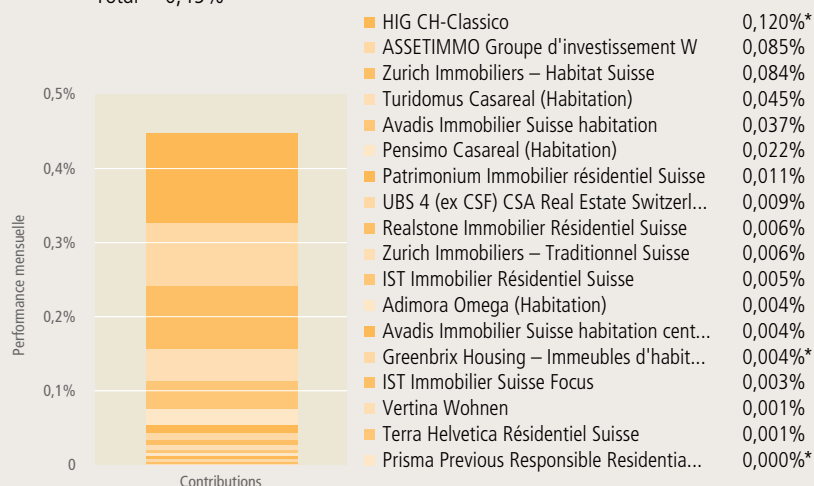 HIG CH-Classico 0,120%*
ASSETIMMO Groupe d'investissement W 0,085%
Zurich Immobiliers – Habitat Suisse 0,084%
Turidomus Casareal (Habitation) 0,045%
Avadis Immobilier Suisse habitation 0,037%
Pensimo Casareal (Habitation) 0,022%
Patrimonium Immobilier résidentiel Suisse 0,011%
UBS 4 (ex CSF) CSA Real Estate Switzerl... 0,009%
Realstone Immobilier Résidentiel Suisse 0,006%
Zurich Immobiliers – Traditionnel Suisse 0,006%
IST Immobilier Résidentiel Suisse 0,005%
Adimora Omega (Habitation) 0,004%
Avadis Immobilier Suisse habitation cent... 0,004%
Greenbrix Housing – Immeubles d'habit... 0,004%*
IST Immobilier Suisse Focus 0,003%
Vertina Wohnen 0,001%
Terra Helvetica Résidentiel Suisse 0,001%
Prisma Previous Responsible Residentia... 0,000%*
Performance mensuelle
0,5%
0,4%
0,3%
0,2%
0,1%
0
Contributions